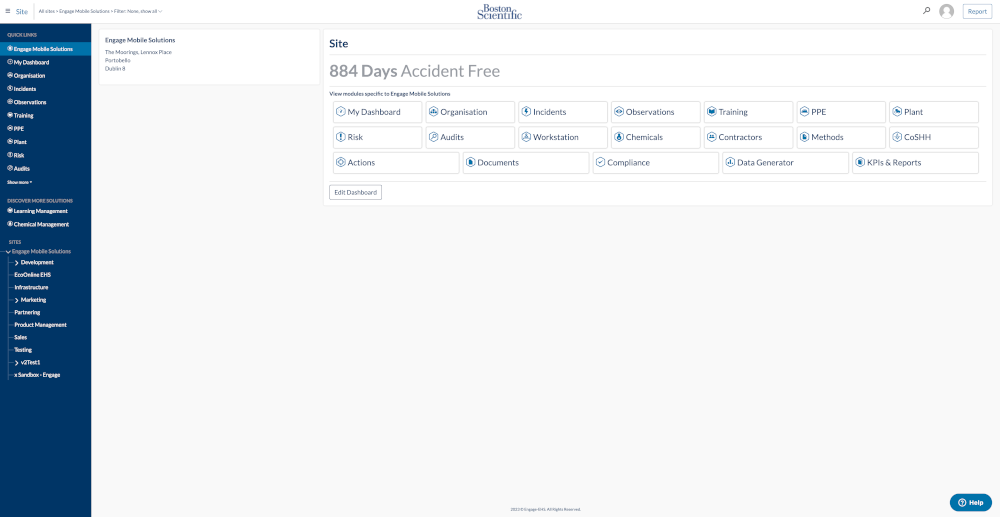 Site
All sites > Engage Mobile Solutions > Filter: None, show all
Boston
Scientific
Report
QUICK LINKS
Engage Mobile Solutions
My Dashboard
Organisation
Incidents
Observations
Training
PPE
Plant
Risk
Audits
Show more
DISCOVER MORE SOLUTIONS
Learning Management
Chemical Management
SITES
Engage Mobile Solutions
Development
EcoOnline EHS
Infrastructure
Marketing
Partnering
Product Management
Sales
Testing
v2Test1
x Sandbox - Engage
Engage Mobile Solutions
The Moorings, Lennox Place
Portobello
Dublin 8
Site
884 Days Accident Free
View modules specific to Engage Mobile Solutions
My Dashboard Organisation Incidents Observations Training PPE Plant
Risk Audits Workstation Chemicals Contractors Methods CoSHH
Actions Documents Compliance Data Generator KPIs & Reports
Edit Dashboard
2023 © Engage EHS, All Rights Reserved.
Help